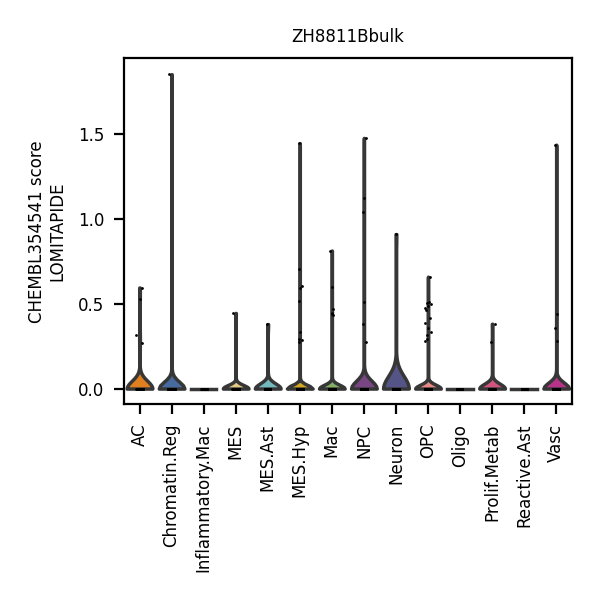 ZH8811Bbulk
CHEMBL354541 score
LOMITAPIDE
1.5
1.0
0.5
0.0
AC
Chromatin.Reg
Inflammatory.Mac
MES
MES.Ast
MES.Hyp
Mac
NPC
Neuron
OPC
Oligo
Prolif.Metab
Reactive.Ast
Vasc